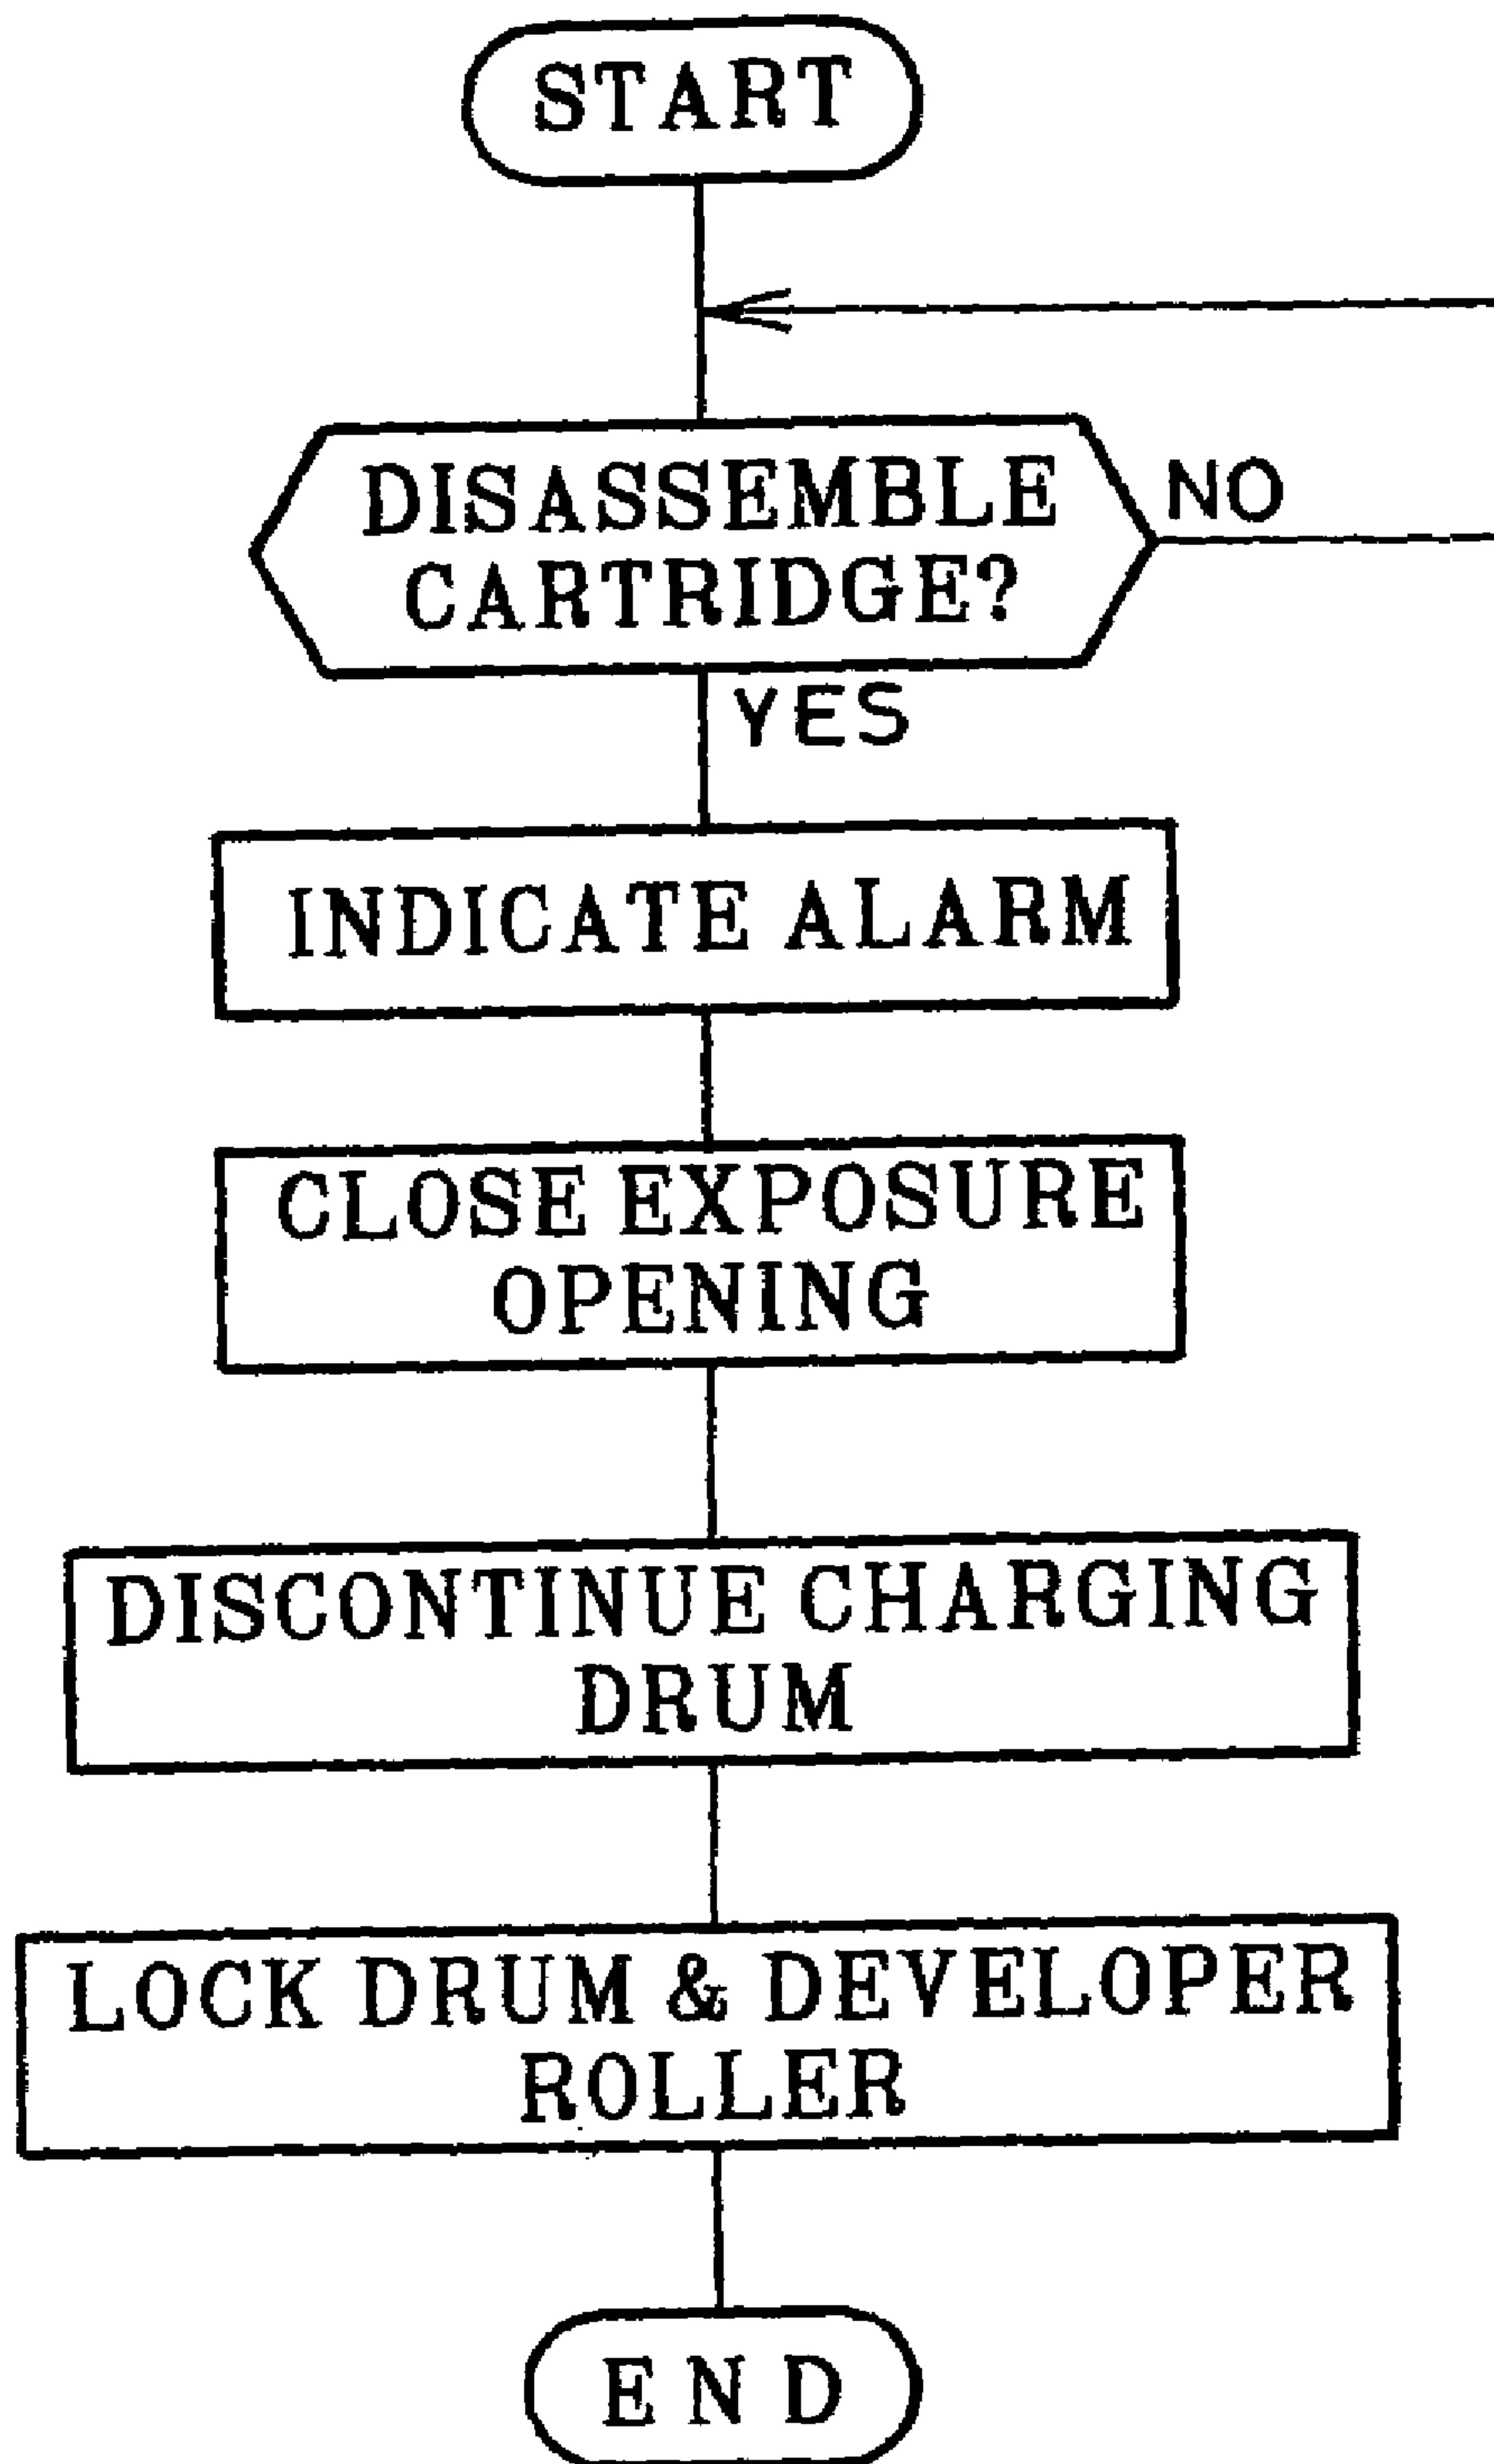 START
DISASSEMBLE
CARTRIDGE?
NO
YES
INDICATE ALARM
CLOSE EXPOSURE
OPENING
DISCONTINUE CHARGING
DRUM
LOCK DRUM & DEVELOPER
ROLLER
END